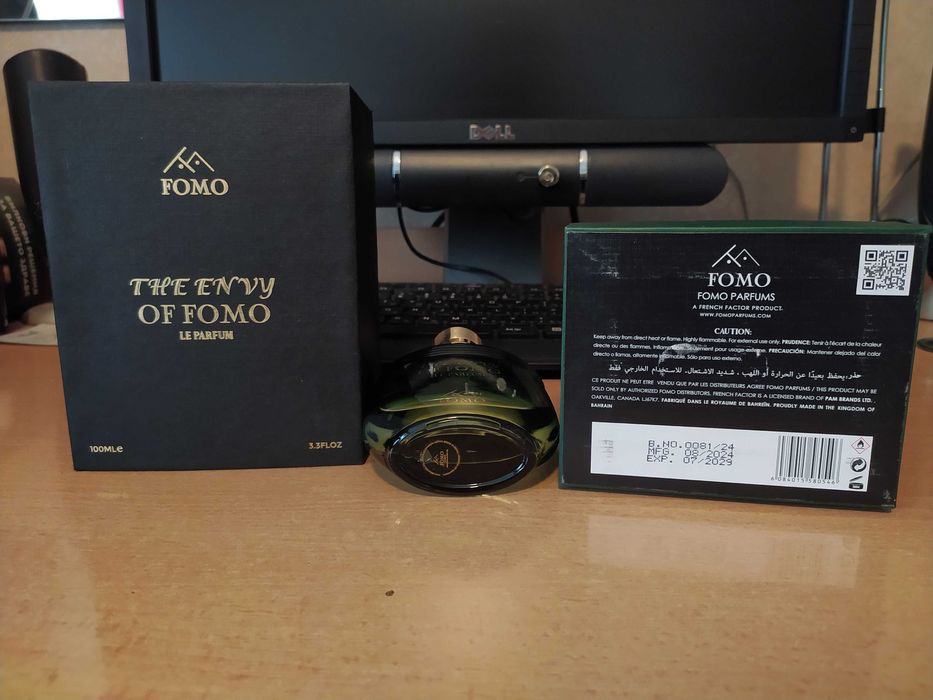 FOMO
THE ENVY
OF FOMO
LE PARFUM
100MLe
3.3FLOZ
DELL
FOMO
FOMO
FOMO
FOMO PARFUMS
A FRENCH FACTOR PRODUCT.
WWW.FOMOPARFUMS.COM
CAUTION:
Keep away from direct heat or flame. Highly flammable. For external use only. PRUDENCE: Tenir à l'écart de la chaleur
directe ou des flammes. Inflammable. Seulement pour usage externe. PRECAUCIÓN: Mantener alejado del calor
directo o llamas, altamente inflamable. Sólo para uso externo.
حذر، يحفظ بعيدًا عن الحرارة أو اللهب ، شديد الاشتعال. للاستخدام الخارجي فقط
CE PRODUIT NE PEUT ETRE VENDU QUE PAR LES DISTRIBUTEURS AGREE FOMO PARFUMS / THIS PRODUCT MAY BE
SOLD ONLY BY AUTHORIZED FOMO DISTRIBUTORS. FRENCH FACTOR IS A LICENSED BRAND OF PAM BRANDS LTD.,
OAKVILLE, CANADA L6J7K7. FABRIQUÉ DANS LE ROYAUME DE BAHREÏN. PROUDLY MADE IN THE KINGDOM OF
BAHRAIN
B.NO.0081/24
MFG. 08/2024
EXP. 07/2029
6 084015 580546